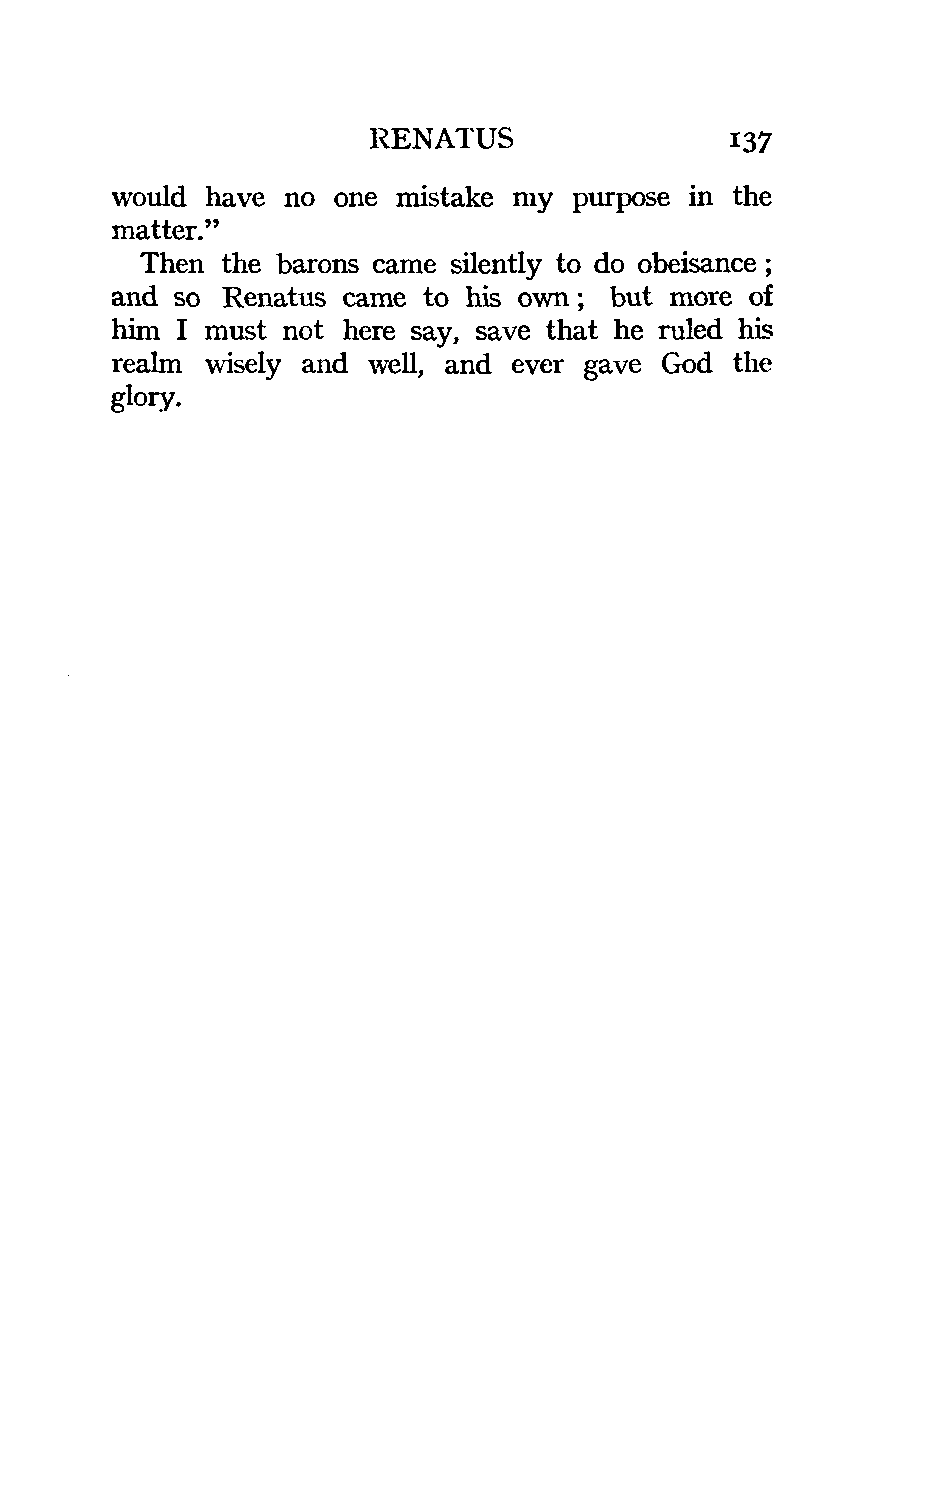 RENATUS 137
would have no one mistake my purpose in the
matter.”
Then the barons came silently to do obeisance ;
and so Renatus came to his own ; but more of
him I must not here say, save that he ruled his
realm wisely and well, and ever gave God the
glory.